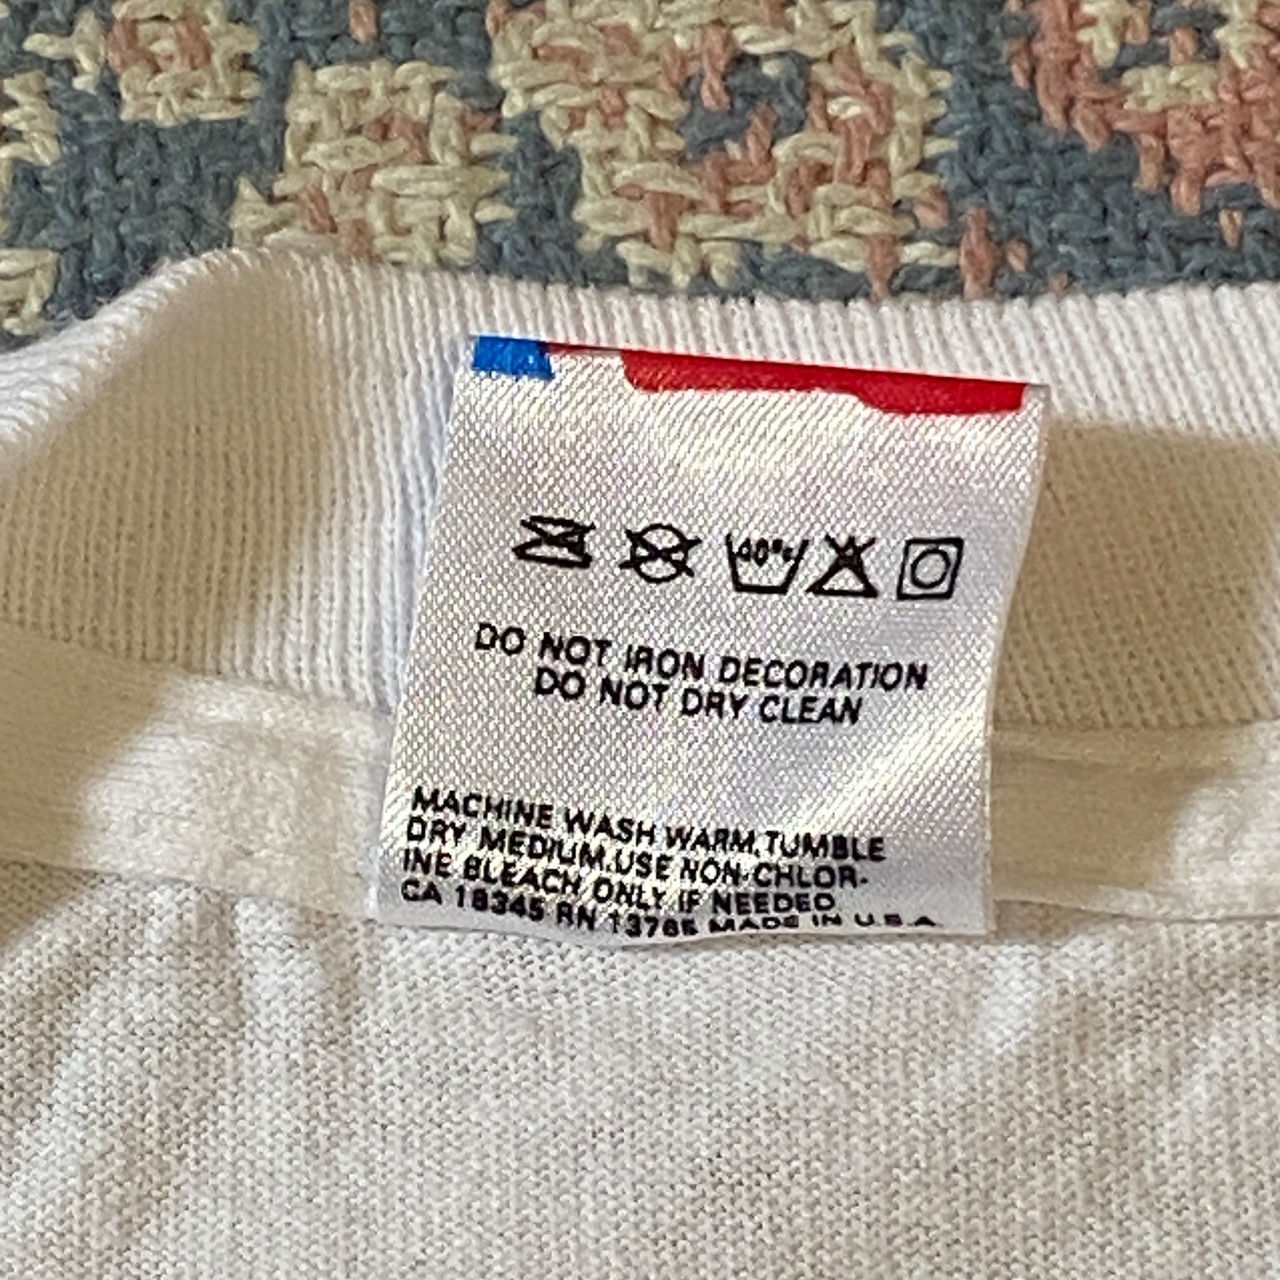 40°c
DO NOT IRON DECORATION
DO NOT DRY CLEAN
MACHINE WASH WARM,TUMBLE
DRY MEDIUM.USE NON-CHLOR-
INE BLEACH ONLY IF NEEDED
CA 18345 RN 13765 MADE IN U.S.A.